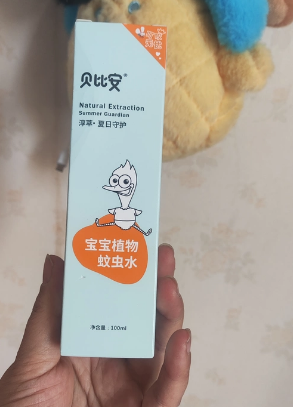 贝比安®
Natural Extraction
Summer Guardian
淳萃·夏日守护
宝宝植物
蚊虫水
净含量：100ml